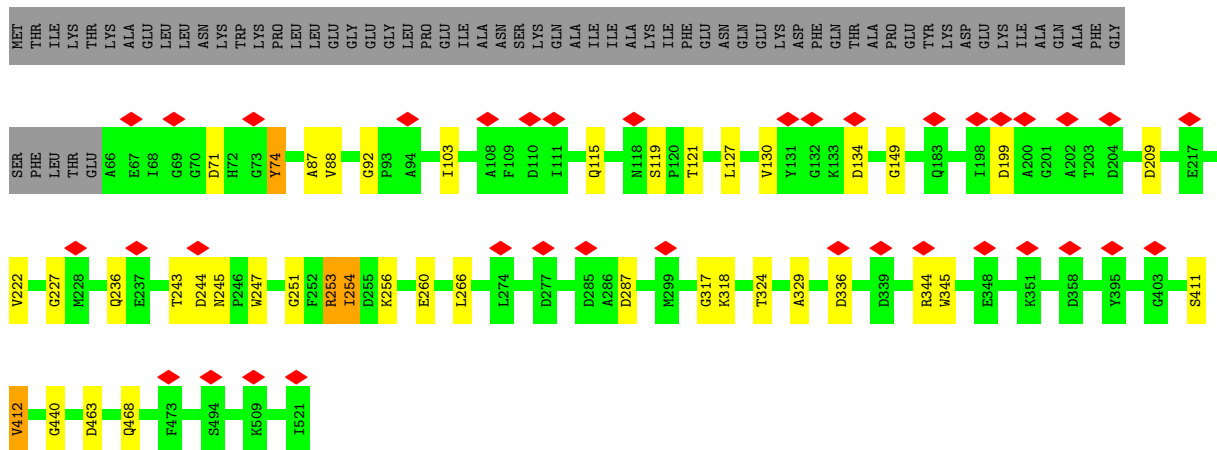 MET THR ILE LYS THR LYS ALA GLU LEU LEU ASN LYS TRP LYS PRO LEU LEU GLU GLY GLU GLY LEU PRO GLU ILE ALA ASN SER LYS GLN ALA ILE ILE ALA LYS ILE PHE GLU ASN GLN GLU LYS ASP PHE GLN THR ALA PRO GLU TYR LYS ASP GLU LYS ILE ALA GLN ALA PHE GLY
SER PHE LEU THR GLU A66 E67 I68 G69 G70 D71 H72 G73 Y74 A87 V88 G92 P93 A94 I103 A108 F109 D110 I111 Q115 N118 S119 P120 T121 L127 V130 Y131 G132 K133 D134 G149 Q183 I198 D199 A200 G201 A202 T203 D204 D209 E217
V222 G227 M228 Q236 E237 T243 D244 N245 P246 W247 G251 F252 R253 I254 D255 K256 E260 L266 L274 D277 D285 A286 D287 M299 G317 K318 T324 A329 D336 D339 R344 W345 E348 K351 D358 Y395 G403 S411
V412 G440 D463 Q468 F473 S494 K509 I521